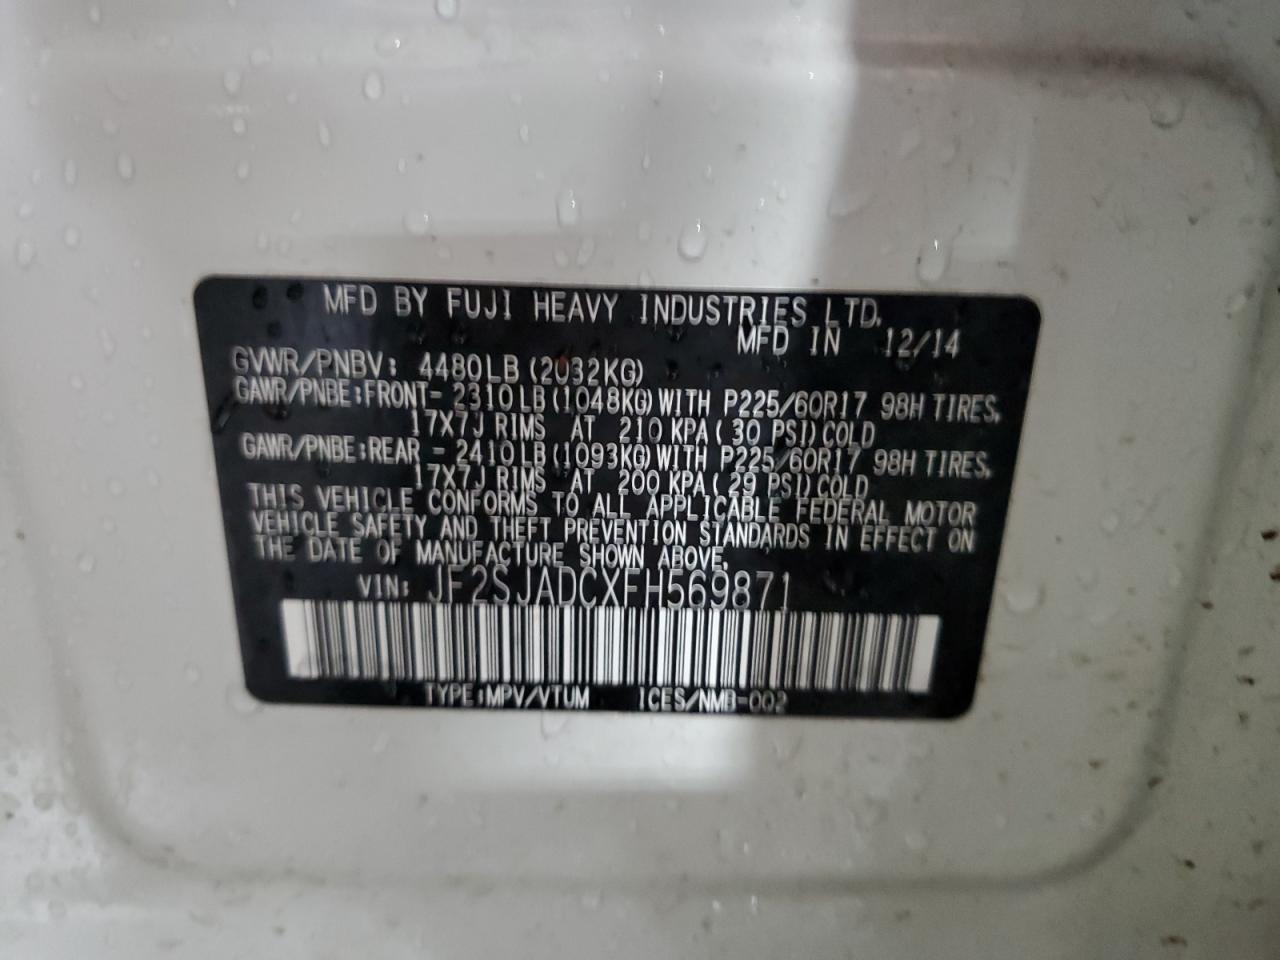 MFD BY FUJI HEAVY INDUSTRIES LTD.
MFD IN 12/14
GVWR/PNBV: 4480LB (2032KG)
GAWR/PNBE:FRONT- 2310LB(1048KG)WITH P225/60R17 98H TIRES,
17X7J RIMS AT 210 KPA( 30 PSI)COLD
GAWR/PNBE:REAR - 2410LB(1093KG)WITH P225/60R17 98H TIRES,
17X7J RIMS AT 200 KPA( 29 PSI)COLD
THIS VEHICLE CONFORMS TO ALL APPLICABLE FEDERAL MOTOR
VEHICLE SAFETY AND THEFT PREVENTION STANDARDS IN EFFECT ON
THE DATE OF MANUFACTURE SHOWN ABOVE.
VIN: JF2SJADCXFH569871
TYPE:MPV/VTUM ICES/NMB-002